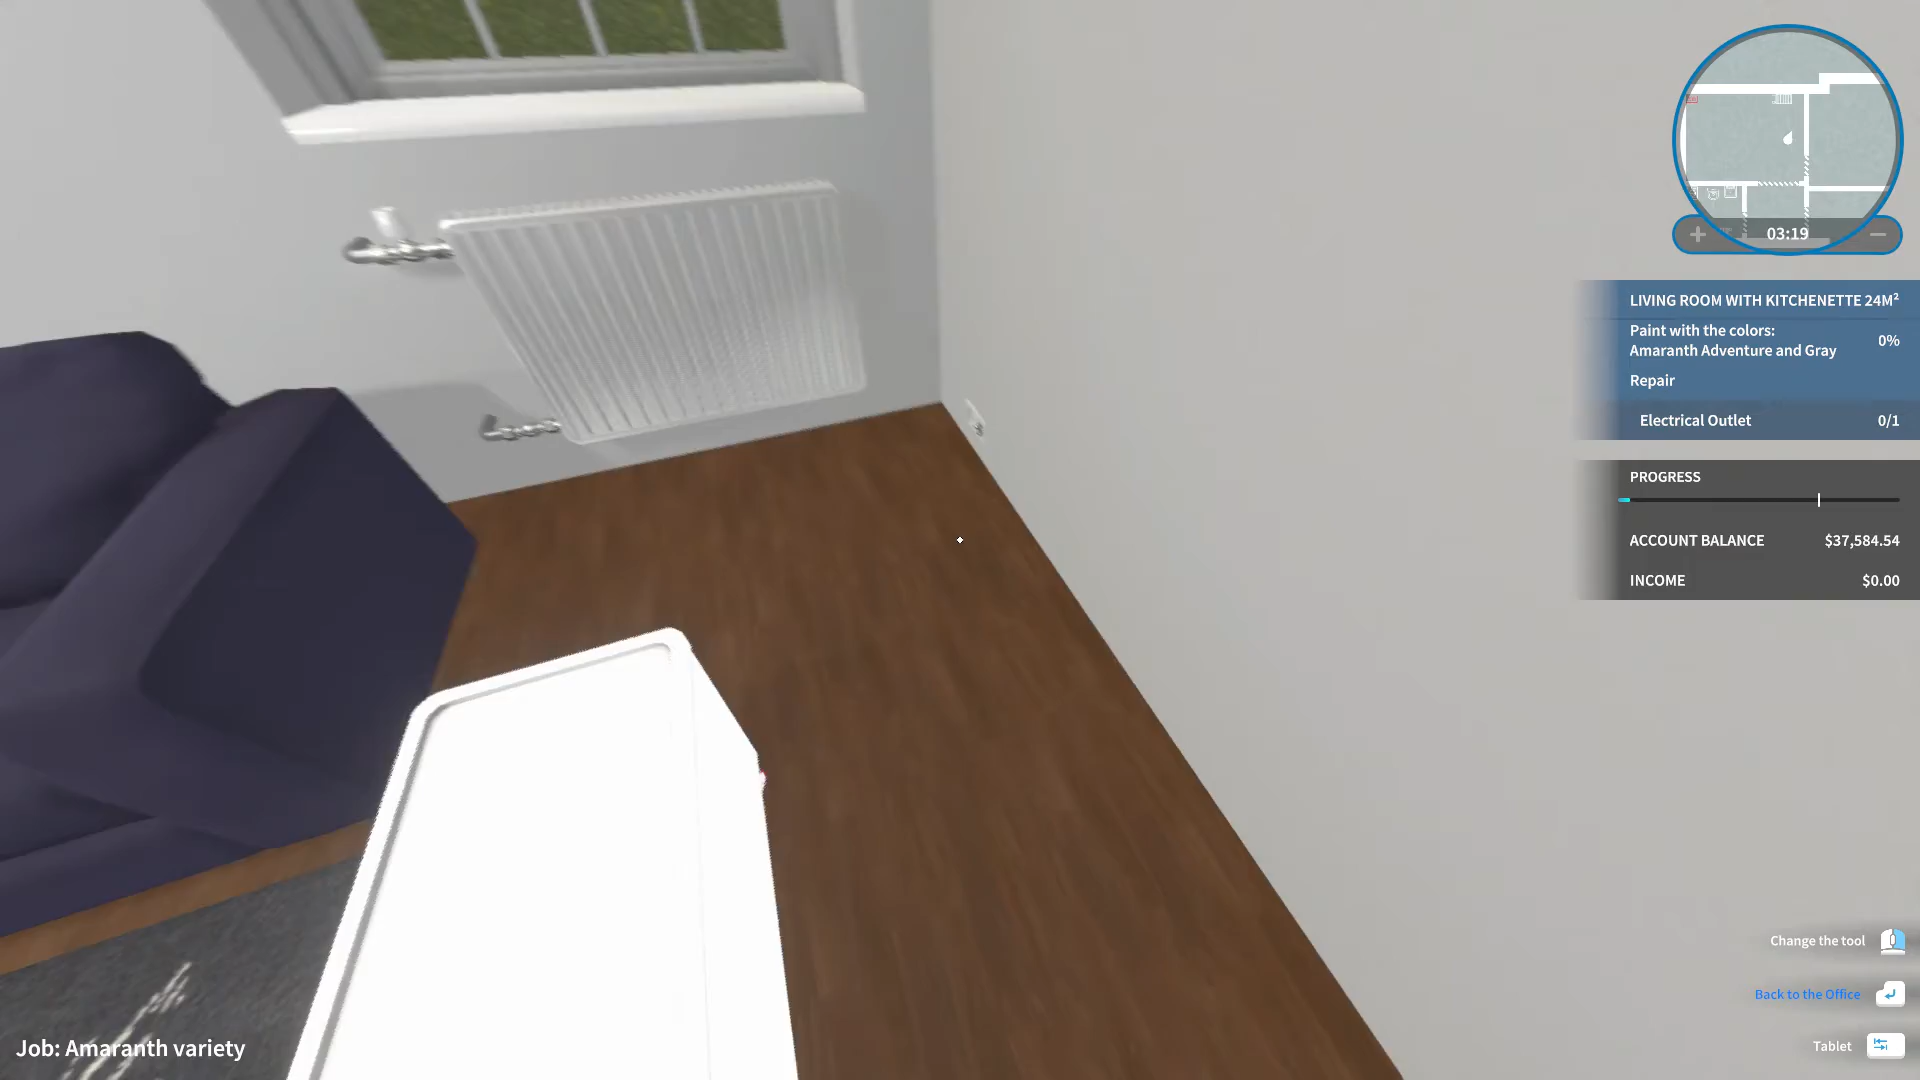 03:19
LIVING ROOM WITH KITCHENETTE 24M²
Paint with the colors:
Amaranth Adventure and Gray
0%
Repair
Electrical Outlet 0/1
PROGRESS
ACCOUNT BALANCE $37,584.54
INCOME $0.00
Change the tool
Back to the Office
Tablet
Job: Amaranth variety